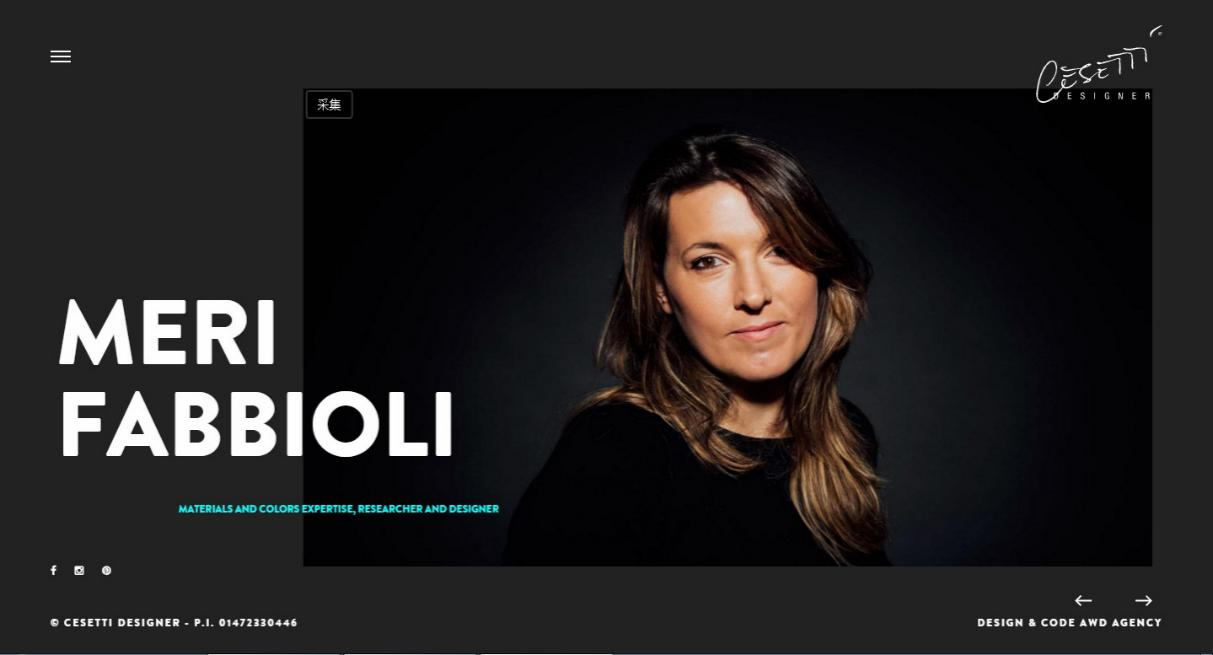 Cesetti
DESIGNER
采集
MERI
FABBIOLI
MATERIALS AND COLORS EXPERTISE, RESEARCHER AND DESIGNER
© CESETTI DESIGNER - P.I. 01472330446
DESIGN & CODE AWD AGENCY